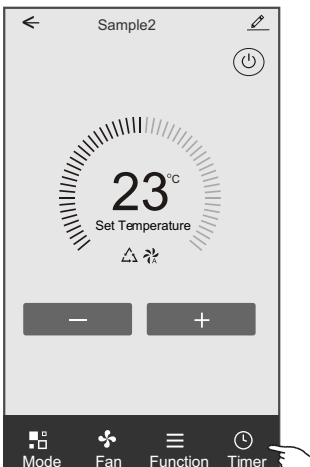 Sample2
23°C
Set Temperature
A
Mode Fan Function Timer